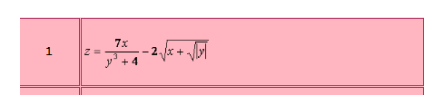 1 z = 7x / (y³ + 4) − 2√(x + √|y|)